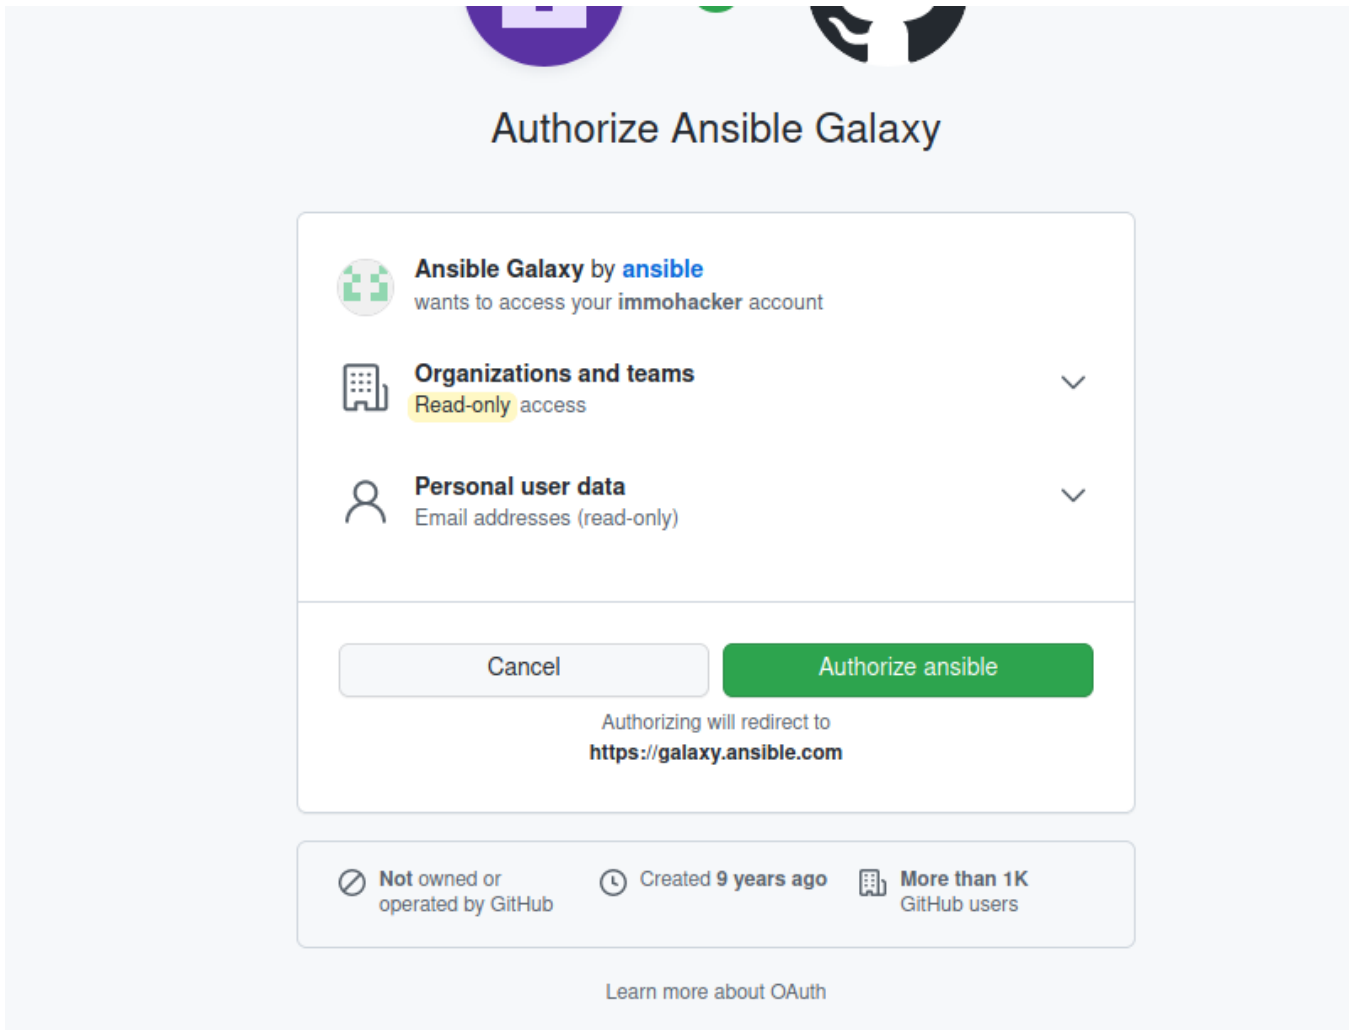 Authorize Ansible Galaxy
Ansible Galaxy by ansible
wants to access your immohacker account
Organizations and teams
Read-only access
Personal user data
Email addresses (read-only)
Cancel
Authorize ansible
Authorizing will redirect to
https://galaxy.ansible.com
Not owned or
operated by GitHub
Created 9 years ago
More than 1K
GitHub users
Learn more about OAuth